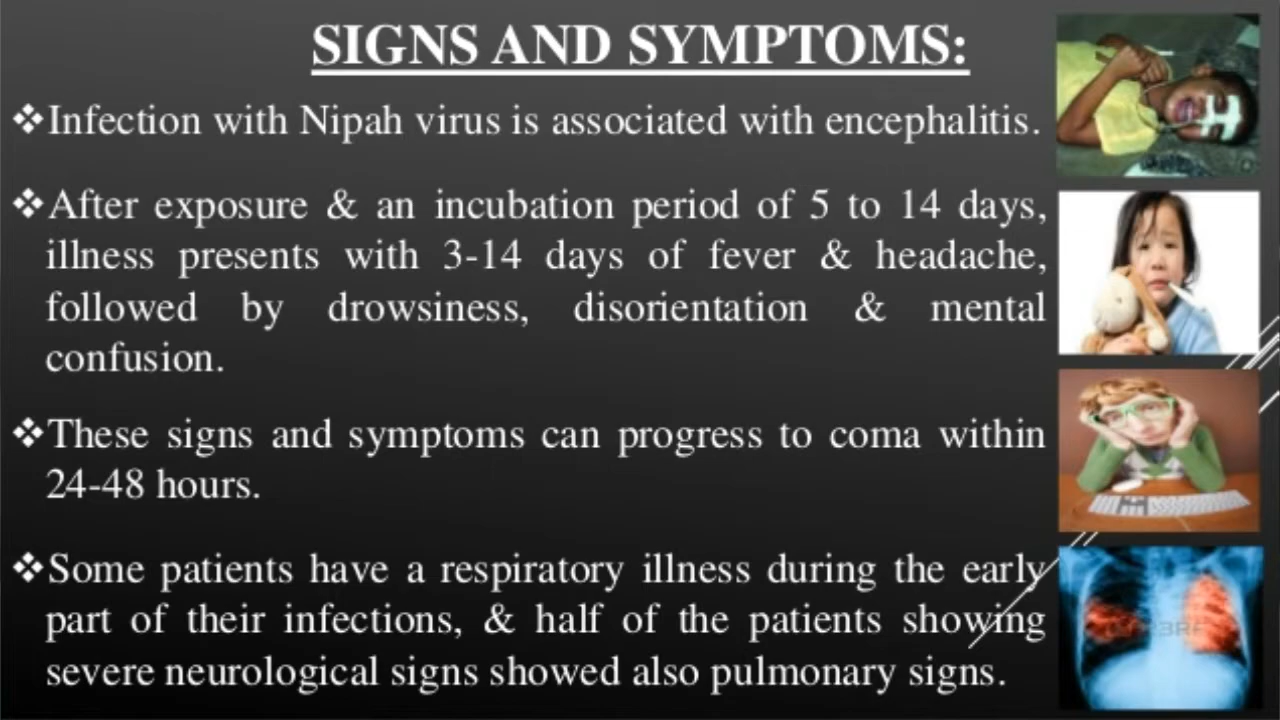 SIGNS AND SYMPTOMS:
❖Infection with Nipah virus is associated with encephalitis.
❖After exposure & an incubation period of 5 to 14 days,
illness presents with 3-14 days of fever & headache,
followed by drowsiness, disorientation & mental
confusion.
❖These signs and symptoms can progress to coma within
24-48 hours.
❖Some patients have a respiratory illness during the early
part of their infections, & half of the patients showing
severe neurological signs showed also pulmonary signs.